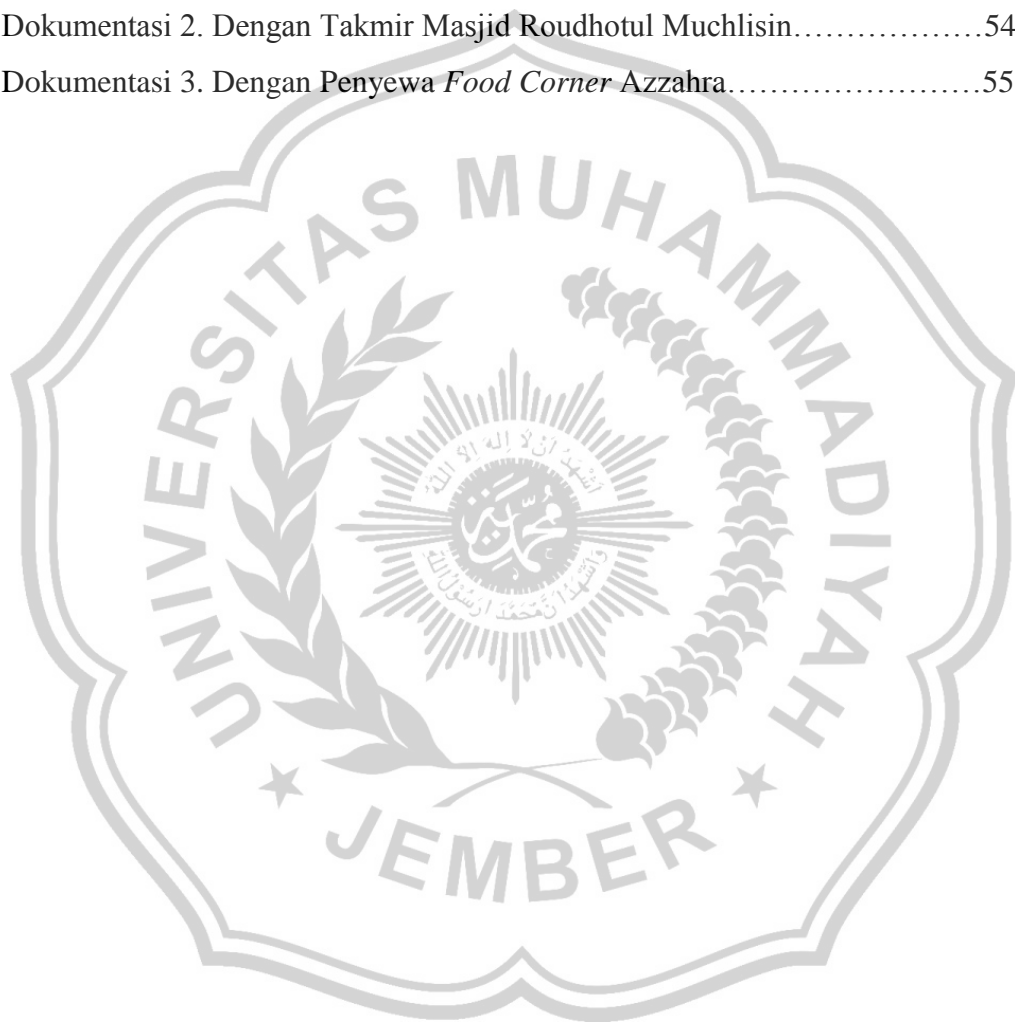 Dokumentasi 2. Dengan Takmir Masjid Roudhotul Muchlisin………………54
Dokumentasi 3. Dengan Penyewa Food Corner Azzahra……………………55
UNIVERSITAS MUHAMMADIYAH
محمد
★ JEMBER ★